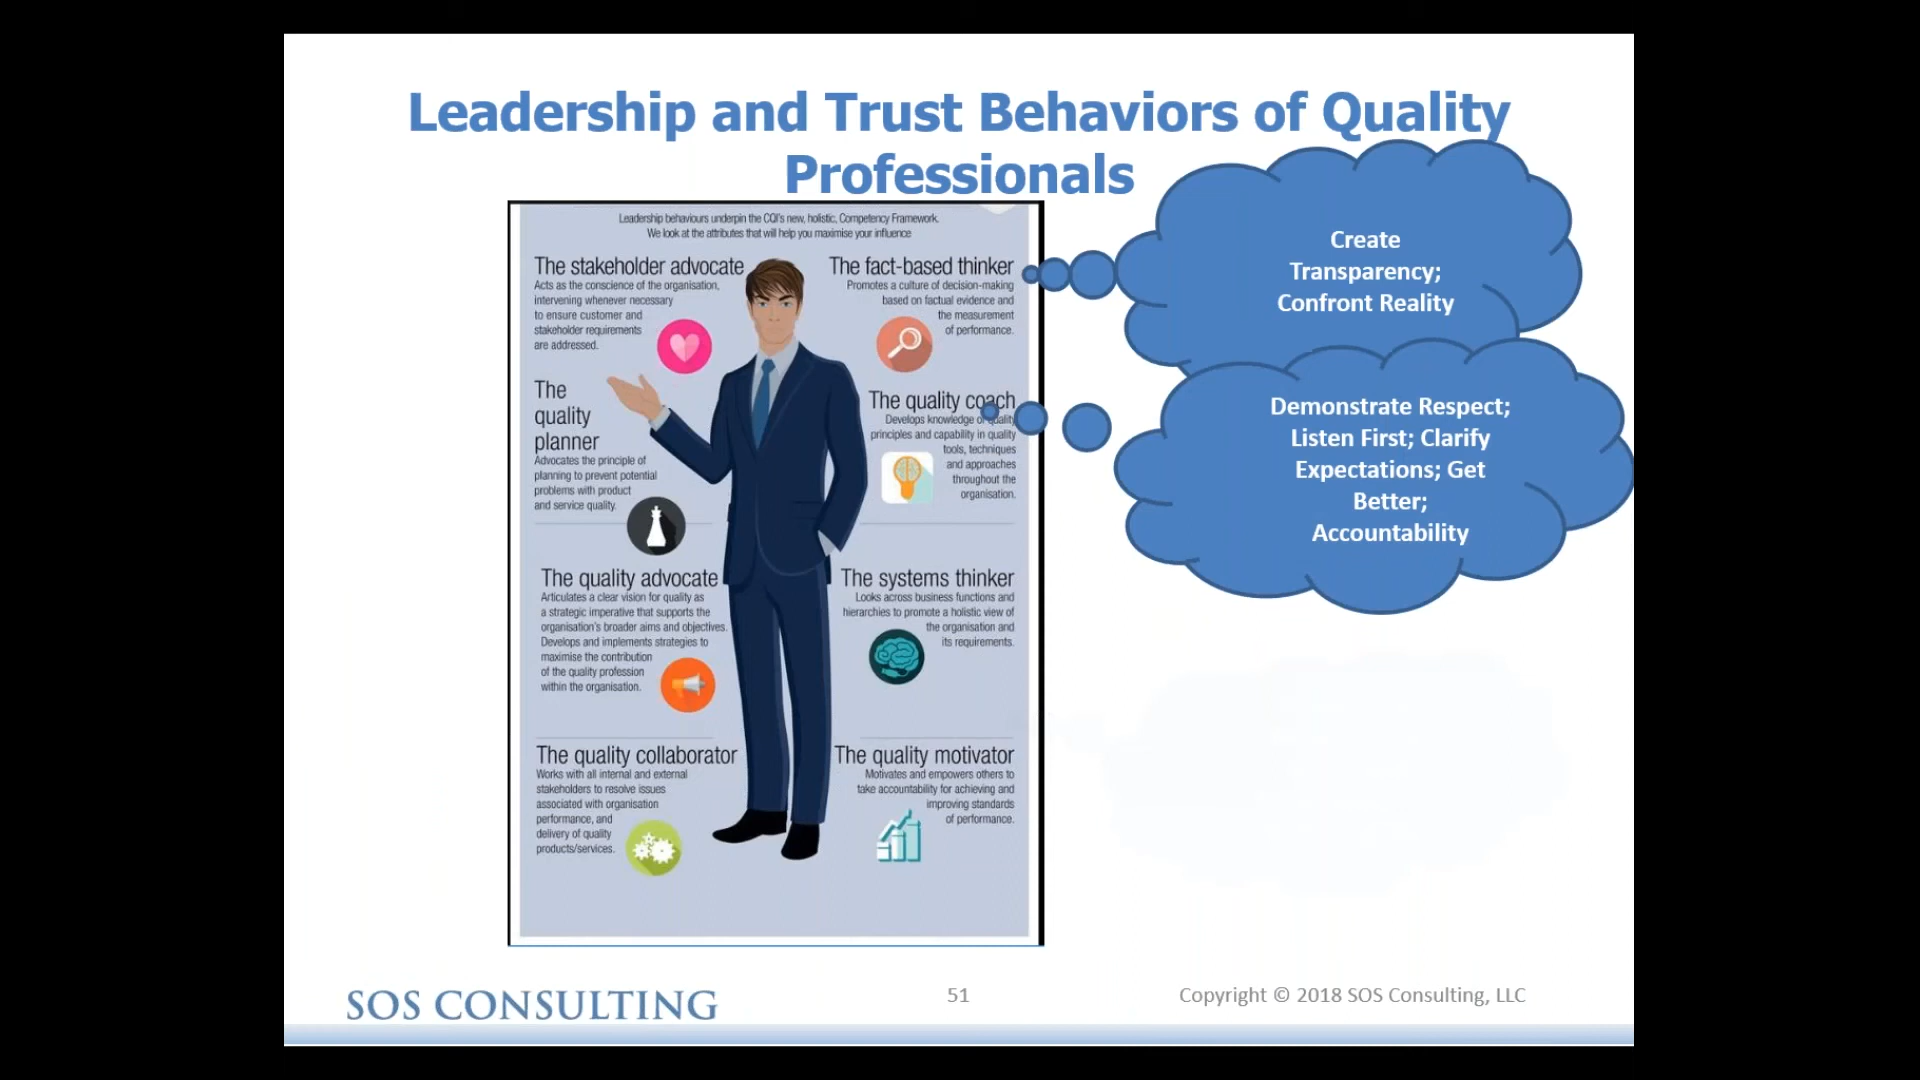 Leadership and Trust Behaviors of Quality
Professionals
Leadership behaviours underpin the CQI's new, holistic, Competency Framework.
We look at the attributes that will help you maximise your influence
The stakeholder advocate
Acts as the conscience of the organisation,
intervening whenever necessary
to ensure customer and
stakeholder requirements
are addressed.
The fact-based thinker
Promotes a culture of decision-making
based on factual evidence and
the measurement
of performance.
The
quality
planner
Advocates the principle of
planning to prevent potential
problems with product
and service quality.
The quality coach
Develops knowledge of quality
principles and capability in quality
tools, techniques
and approaches
throughout the
organisation.
The quality advocate
Articulates a clear vision for quality as
a strategic imperative that supports the
organisation's broader aims and objectives.
Develops and implements strategies to
maximise the contribution
of the quality profession
within the organisation.
The systems thinker
Looks across business functions and
hierarchies to promote a holistic view of
the organisation and
its requirements.
The quality collaborator
Works with all internal and external
stakeholders to resolve issues
associated with organisation
performance, and
delivery of quality
products/services.
The quality motivator
Motivates and empowers others to
take accountability for achieving and
improving standards
of performance.
Create
Transparency;
Confront Reality
Demonstrate Respect;
Listen First; Clarify
Expectations; Get
Better;
Accountability
SOS CONSULTING
51
Copyright © 2018 SOS Consulting, LLC